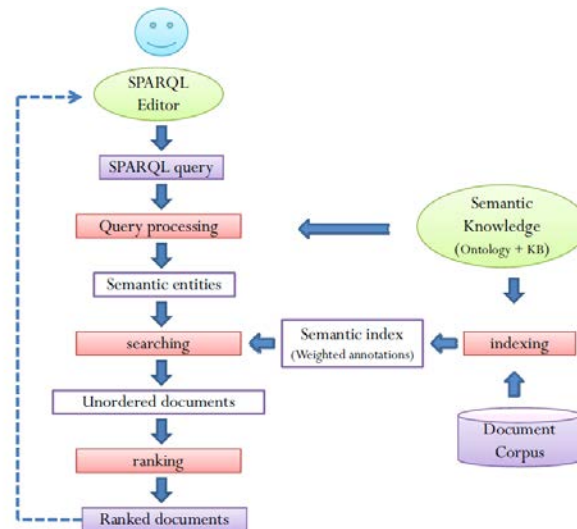 SPARQL
Editor
SPARQL query
Query processing
Semantic
Knowledge
(Ontology + KB)
Semantic entities
searching
Semantic index
(Weighted annotations)
indexing
Unordered documents
ranking
Document
Corpus
Ranked documents